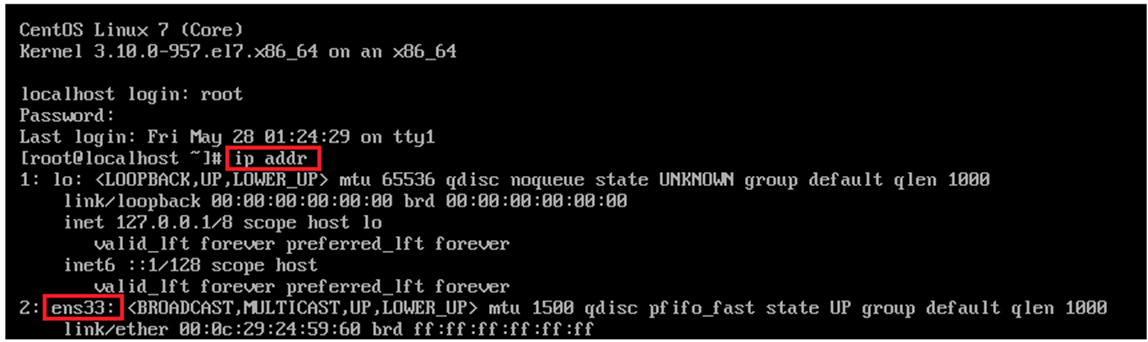 CentOS Linux 7 (Core)
Kernel 3.10.0-957.el7.x86_64 on an x86_64
localhost login: root
Password:
Last login: Fri May 28 01:24:29 on tty1
[root@localhost ~]# ip addr
1: lo: <LOOPBACK,UP,LOWER_UP> mtu 65536 qdisc noqueue state UNKNOWN group default qlen 1000
link/loopback 00:00:00:00:00:00 brd 00:00:00:00:00:00
inet 127.0.0.1/8 scope host lo
valid_lft forever preferred_lft forever
inet6 ::1/128 scope host
valid_lft forever preferred_lft forever
2: ens33: <BROADCAST,MULTICAST,UP,LOWER_UP> mtu 1500 qdisc pfifo_fast state UP group default qlen 1000
link/ether 00:0c:29:24:59:60 brd ff:ff:ff:ff:ff:ff